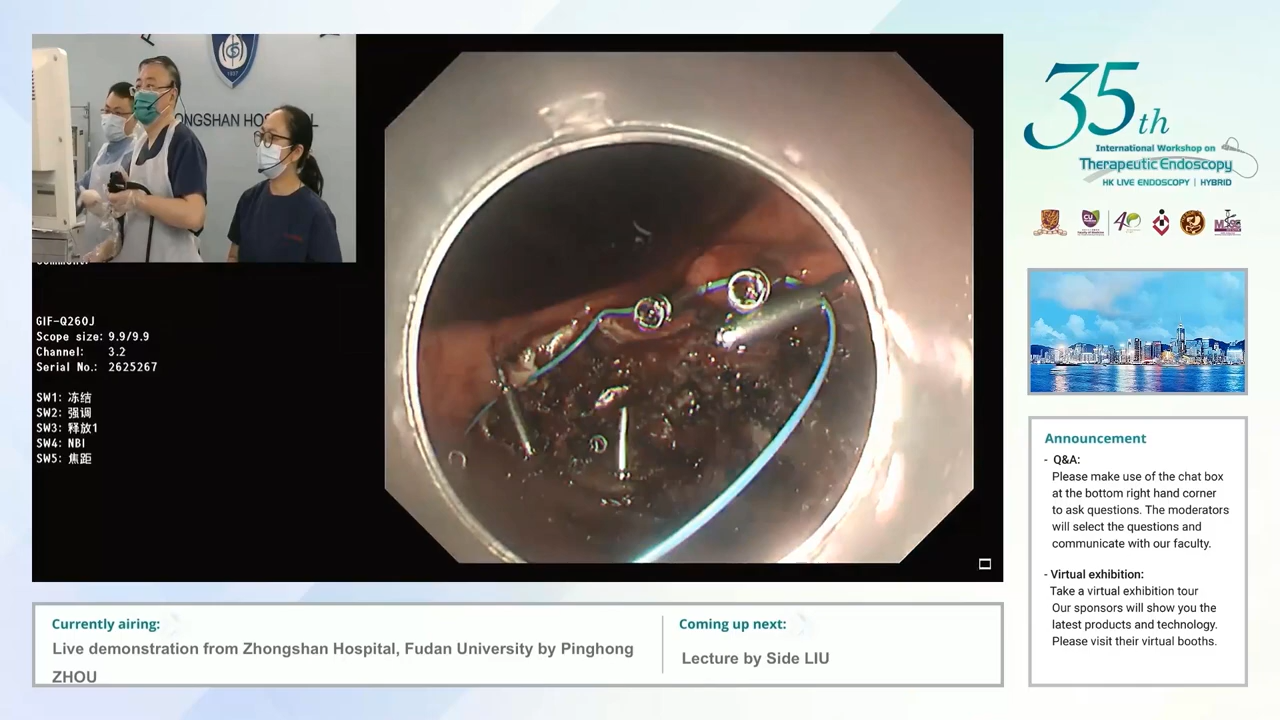 ONGSHAN HOS
1937
Comment:
GIF-Q260J
Scope size: 9.9/9.9
Channel: 3.2
Serial No.: 2625267
SW1: 冻结
SW2: 强调
SW3: 释放1
SW4: NBI
SW5: 焦距
35th
International Workshop on
Therapeutic Endoscopy
HK LIVE ENDOSCOPY | HYBRID
Announcement
- Q&A:
Please make use of the chat box
at the bottom right hand corner
to ask questions. The moderators
will select the questions and
communicate with our faculty.
- Virtual exhibition:
Take a virtual exhibition tour
Our sponsors will show you the
latest products and technology.
Please visit their virtual booths.
Currently airing:
Live demonstration from Zhongshan Hospital, Fudan University by Pinghong
ZHOU
Coming up next:
Lecture by Side LIU